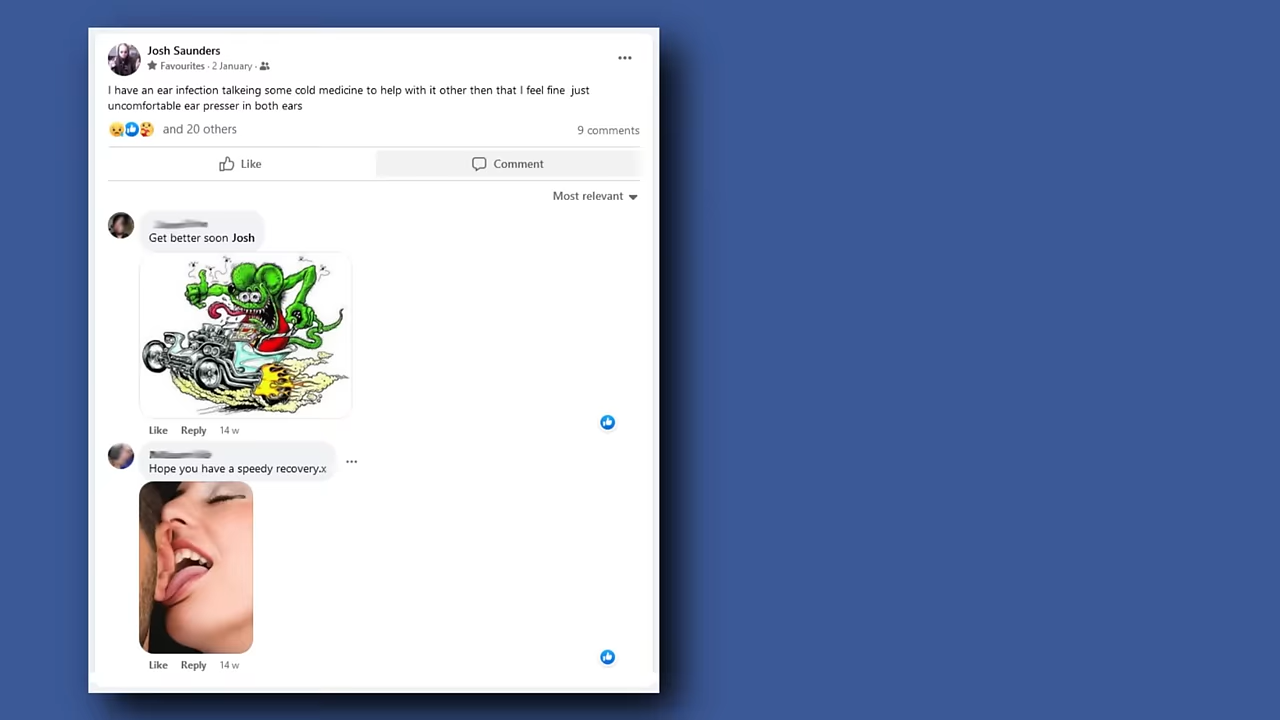 Josh Saunders
Favourites · 2 January ·
I have an ear infection talkeing some cold medicine to help with it other then that I feel fine just
uncomfortable ear presser in both ears
and 20 others
9 comments
Like
Comment
Most relevant
Get better soon Josh
Like Reply 14 w
Hope you have a speedy recovery.x
Like Reply 14 w